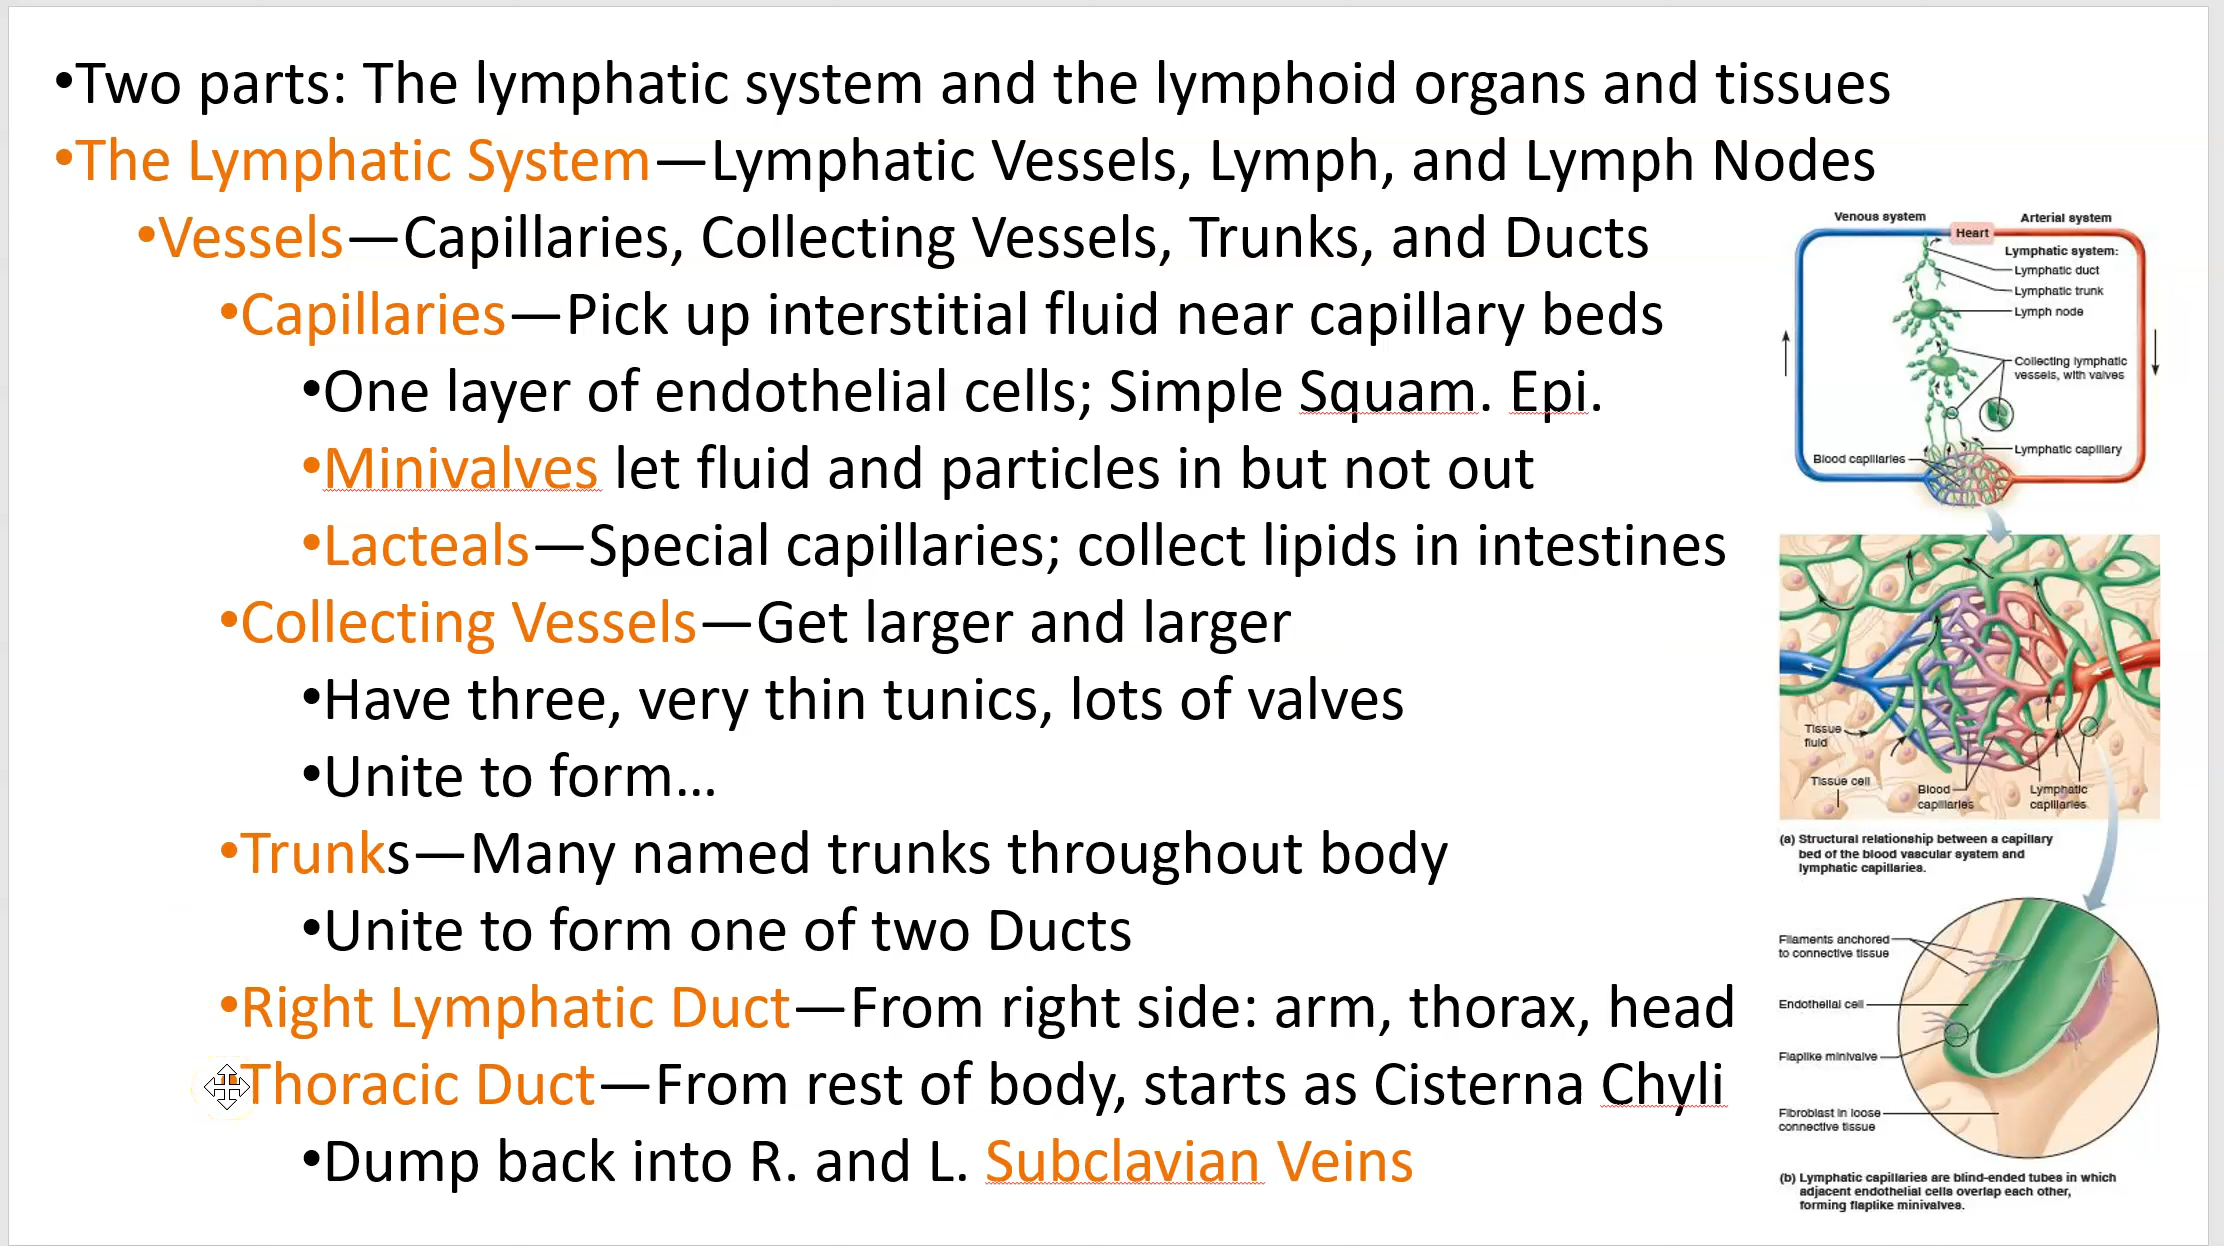 •Two parts: The lymphatic system and the lymphoid organs and tissues
•The Lymphatic System—Lymphatic Vessels, Lymph, and Lymph Nodes
•Vessels—Capillaries, Collecting Vessels, Trunks, and Ducts
•Capillaries—Pick up interstitial fluid near capillary beds
•One layer of endothelial cells; Simple Squam. Epi.
•Minivalves let fluid and particles in but not out
•Lacteals—Special capillaries; collect lipids in intestines
•Collecting Vessels—Get larger and larger
•Have three, very thin tunics, lots of valves
•Unite to form…
•Trunks—Many named trunks throughout body
•Unite to form one of two Ducts
•Right Lymphatic Duct—From right side: arm, thorax, head
•Thoracic Duct—From rest of body, starts as Cisterna Chyli
•Dump back into R. and L. Subclavian Veins
Venous system
Arterial system
Heart
Lymphatic system:
Lymphatic duct
Lymphatic trunk
Lymph node
Collecting lymphatic
vessels, with valves
Lymphatic capillary
Blood capillaries
Tissue
fluid
Tissue cell
Blood
capillaries
Lymphatic
capillaries
(a) Structural relationship between a capillary
bed of the blood vascular system and
lymphatic capillaries.
Filaments anchored
to connective tissue
Endothelial cell
Flaplike minivalve
Fibroblast in loose
connective tissue
(b) Lymphatic capillaries are blind-ended tubes in which
adjacent endothelial cells overlap each other,
forming flaplike minivalves.